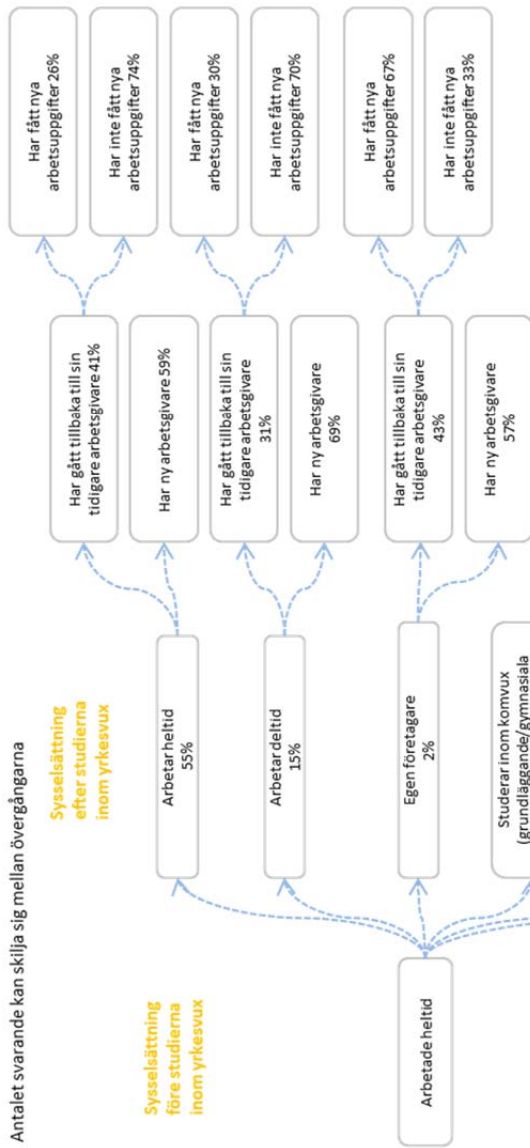 Antalet svarande kan skilja sig mellan övergångarna
Sysselsättning
före studierna
inom yrkesvux
Sysselsättning
efter studierna
inom yrkesvux
Arbetade heltid
Arbetar heltid
55%
Har gått tillbaka till sin
tidigare arbetsgivare 41%
Har fått nya
arbetsuppgifter 26%
Har inte fått nya
arbetsuppgifter 74%
Har ny arbetsgivare 59%
Arbetar deltid
15%
Har gått tillbaka till sin
tidigare arbetsgivare
31%
Har fått nya
arbetsuppgifter 30%
Har inte fått nya
arbetsuppgifter 70%
Har ny arbetsgivare
69%
Egen företagare
2%
Har gått tillbaka till sin
tidigare arbetsgivare
43%
Har fått nya
arbetsuppgifter 67%
Har inte fått nya
arbetsuppgifter 33%
Har ny arbetsgivare
57%
Studerar inom komvux
(grundläggande/gymnasiala